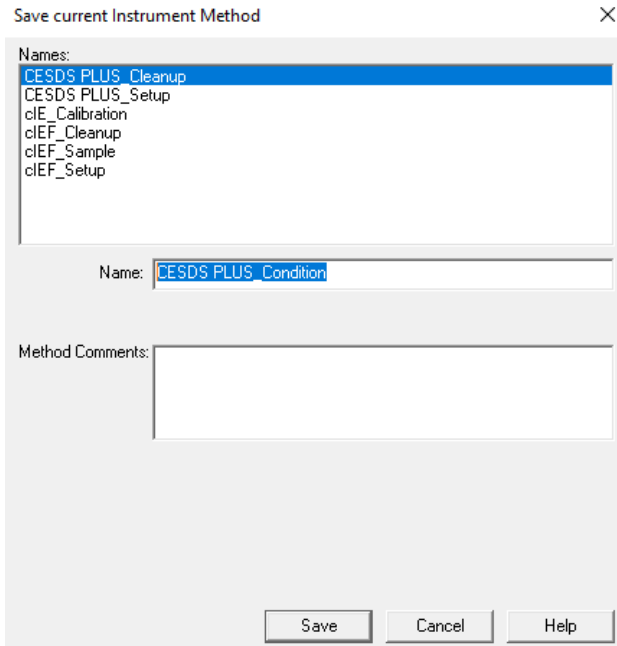 Save current Instrument Method
Names:
CESDS PLUS_Cleanup
CESDS PLUS_Setup
cIE_Calibration
cIEF_Cleanup
cIEF_Sample
cIEF_Setup
Name: CESDS PLUS_Condition
Method Comments:
Save Cancel Help